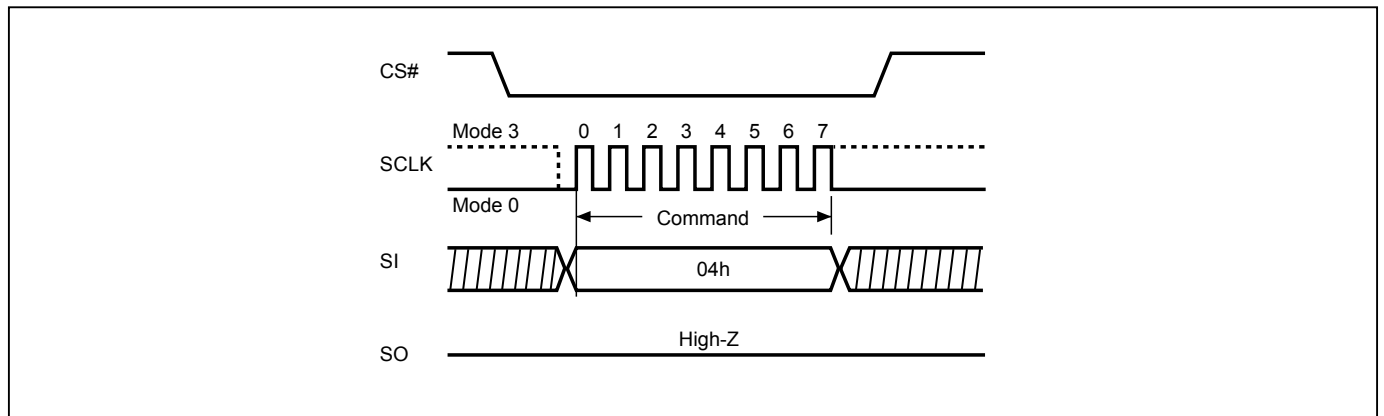 CS#
Mode 3
0 1 2 3 4 5 6 7
SCLK
Mode 0
Command
SI
04h
High-Z
SO